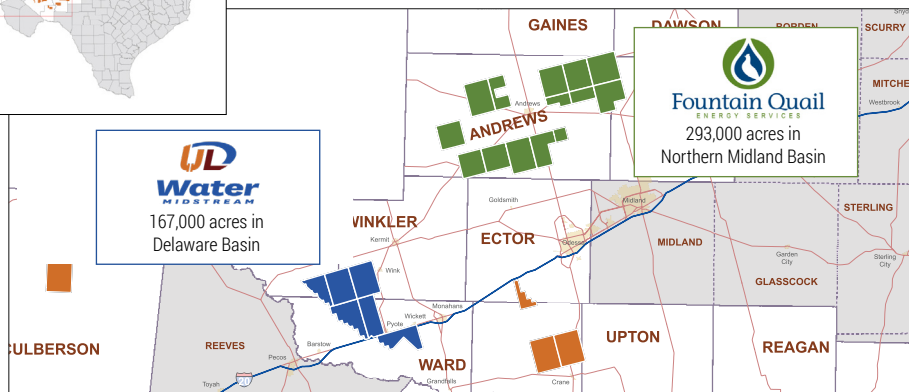 GAINES
DAWSON
BORDEN
SCURRY
Fountain Quail
ENERGY SERVICES
293,000 acres in
Northern Midland Basin
MITCHE
Westbrook
Andrews
ANDREWS
UL
Water
MIDSTREAM
167,000 acres in
Delaware Basin
Goldsmith
Midland
STERLING
WINKLER
Kermit
ECTOR
Odessa
MIDLAND
Garden
City
Sterling
City
Wink
GLASSCOCK
Monahans
Wickett
Pyote
CULBERSON
REEVES
Barstow
Pecos
WARD
UPTON
REAGAN
Toyah
20
Grandfalls
Crane